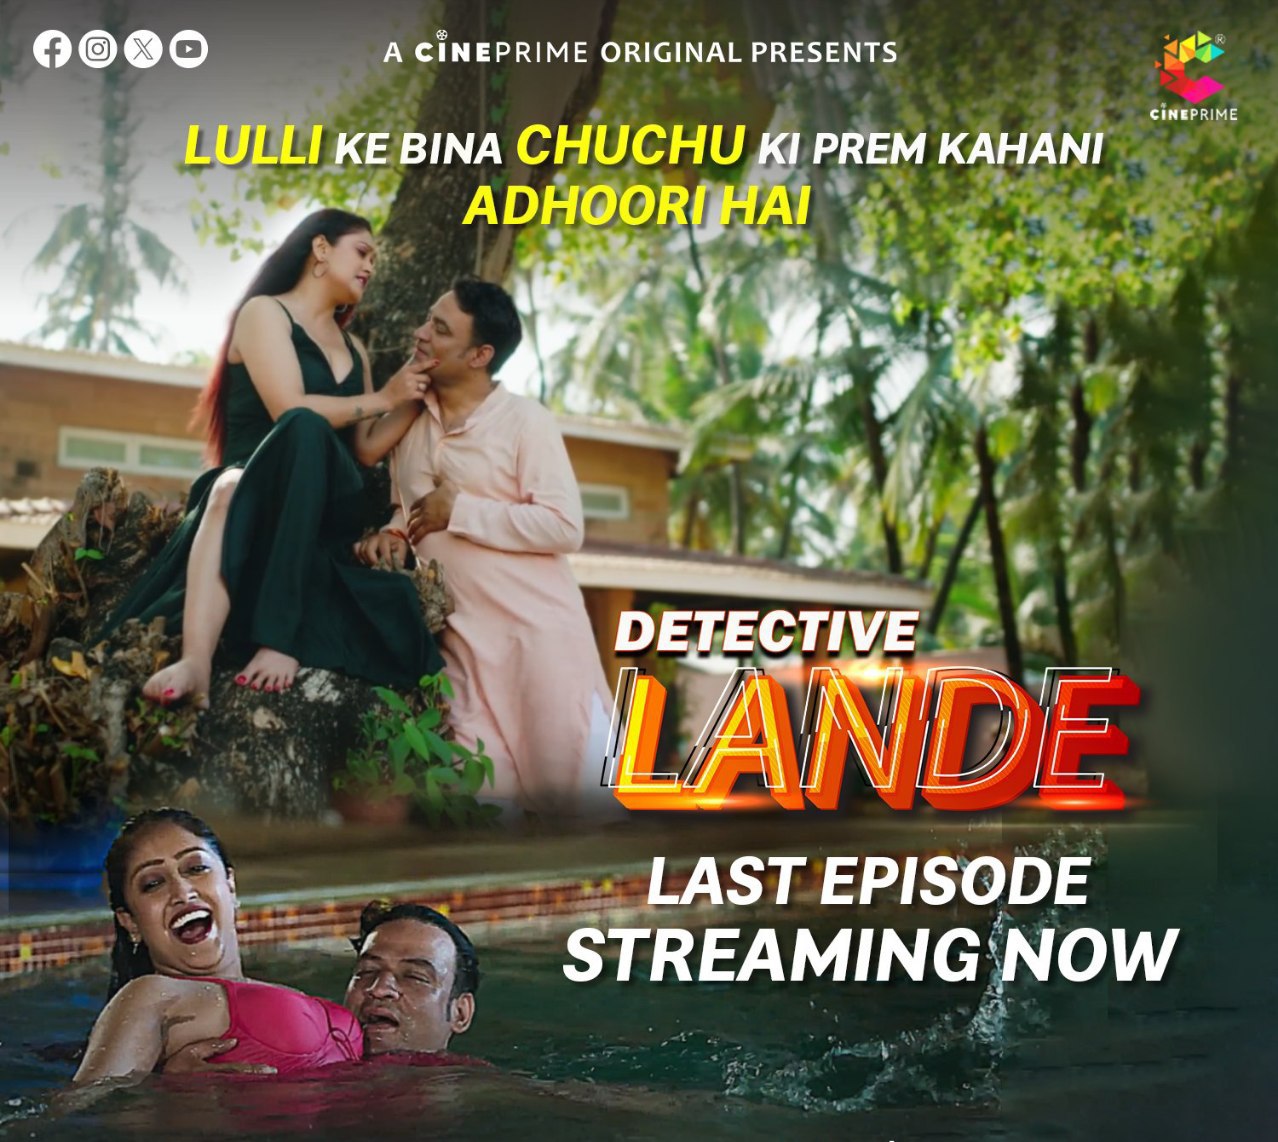 A CINEPRIME ORIGINAL PRESENTS
CINEPRIME
LULLI KE BINA CHUCHU KI PREM KAHANI
ADHOORI HAI
DETECTIVE
LANDE
LAST EPISODE
STREAMING NOW